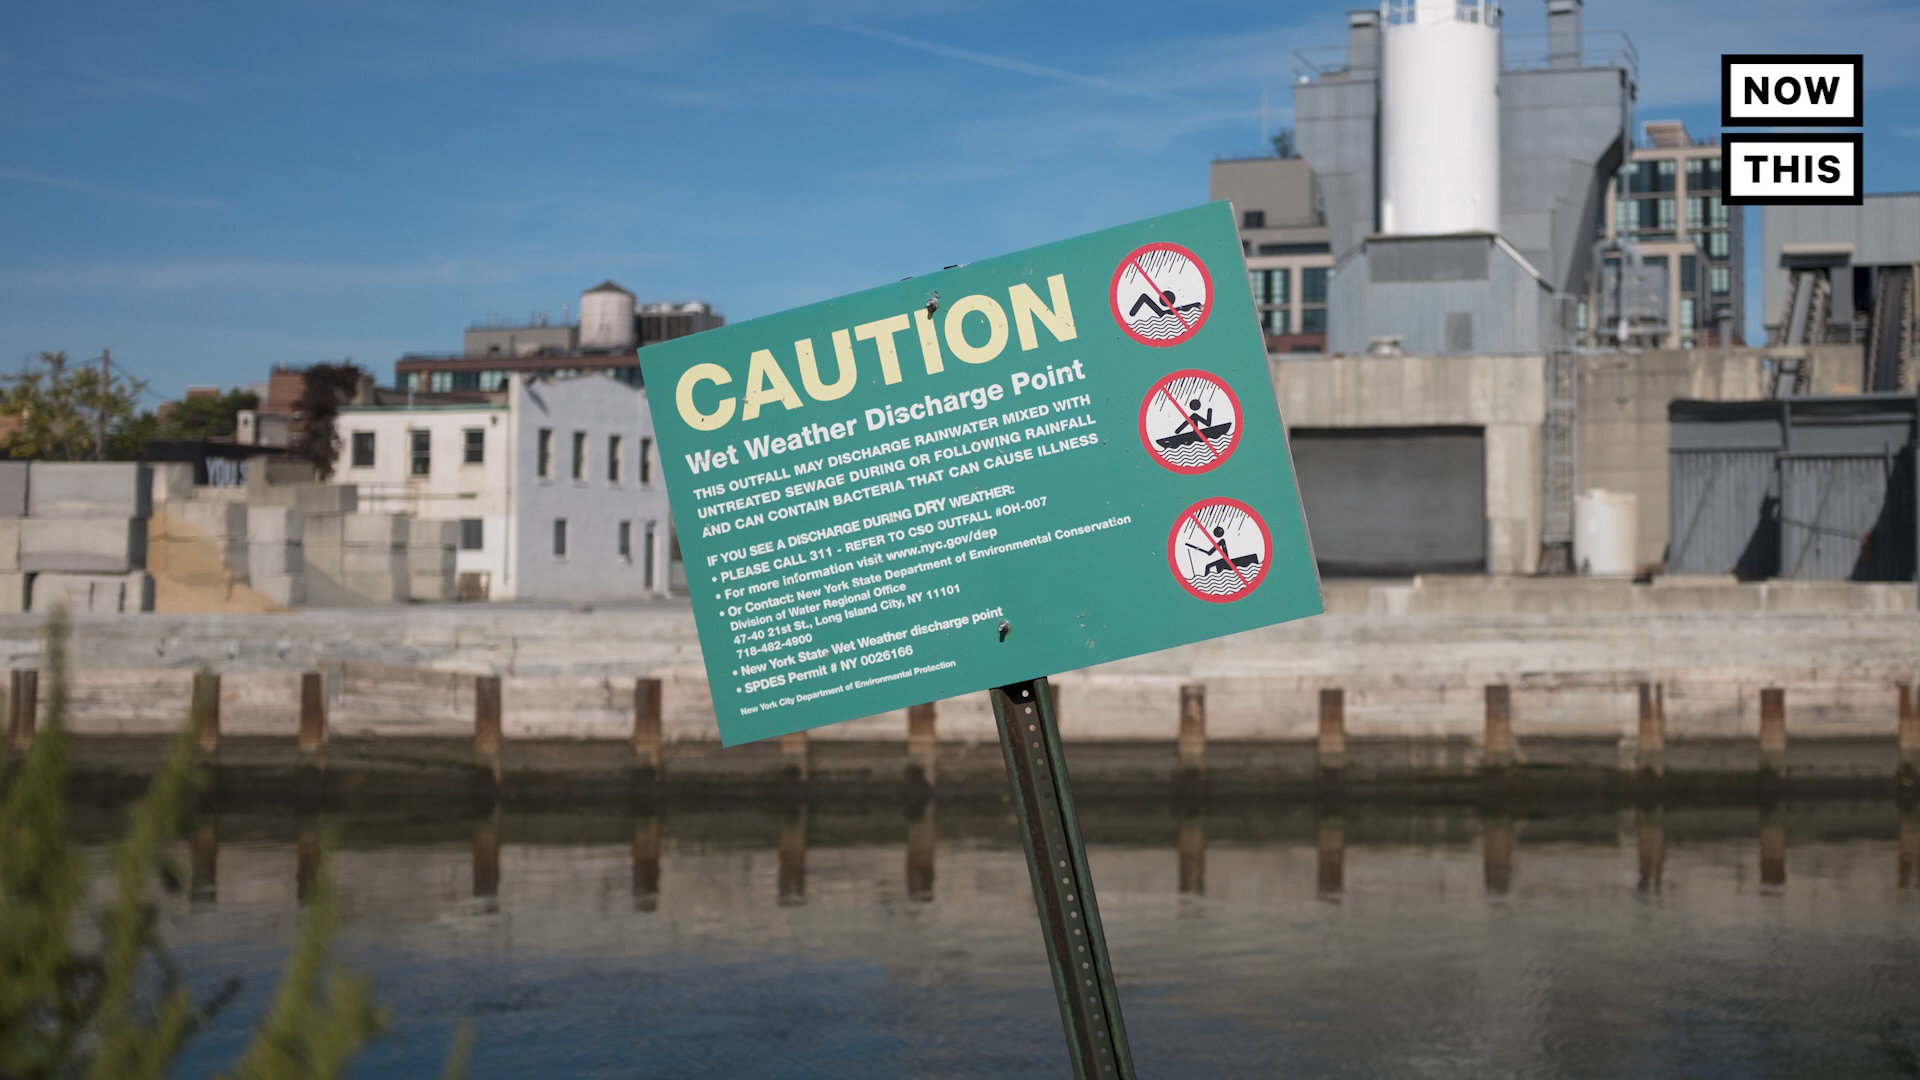 NOW
THIS
CAUTION
Wet Weather Discharge Point
THIS OUTFALL MAY DISCHARGE RAINWATER MIXED WITH
UNTREATED SEWAGE DURING OR FOLLOWING RAINFALL
AND CAN CONTAIN BACTERIA THAT CAN CAUSE ILLNESS
IF YOU SEE A DISCHARGE DURING DRY WEATHER:
• PLEASE CALL 311 - REFER TO CSO OUTFALL #OH-007
• For more information visit www.nyc.gov/dep
• Or Contact: New York State Department of Environmental Conservation
Division of Water Regional Office
47-40 21st St., Long Island City, NY 11101
718-482-4900
• New York State Wet Weather discharge point
• SPDES Permit # NY 0026166
New York City Department of Environmental Protection